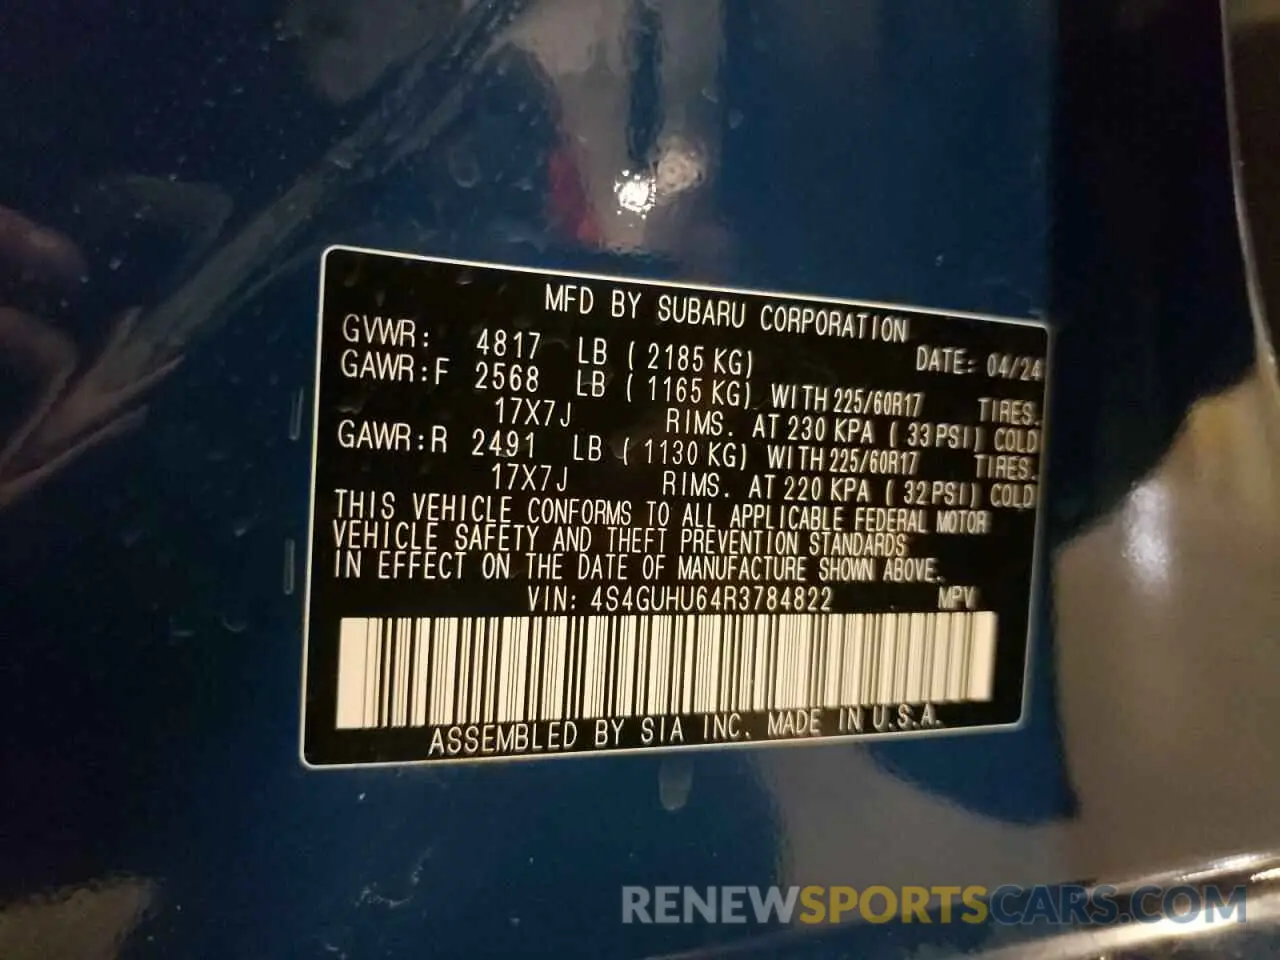 MFD BY SUBARU CORPORATION
GVWR: 4817 LB ( 2185 KG) DATE: 04/24
GAWR:F 2568 LB ( 1165 KG) WITH 225/60R17 TIRES.
17X7J RIMS. AT 230 KPA ( 33PSI) COLD
GAWR:R 2491 LB ( 1130 KG) WITH 225/60R17 TIRES.
17X7J RIMS. AT 220 KPA ( 32PSI) COLD
THIS VEHICLE CONFORMS TO ALL APPLICABLE FEDERAL MOTOR
VEHICLE SAFETY AND THEFT PREVENTION STANDARDS
IN EFFECT ON THE DATE OF MANUFACTURE SHOWN ABOVE.
VIN: 4S4GUHU64R3784822 MPV
ASSEMBLED BY SIA INC. MADE IN U.S.A.
RENEWSPORTSCARS.COM